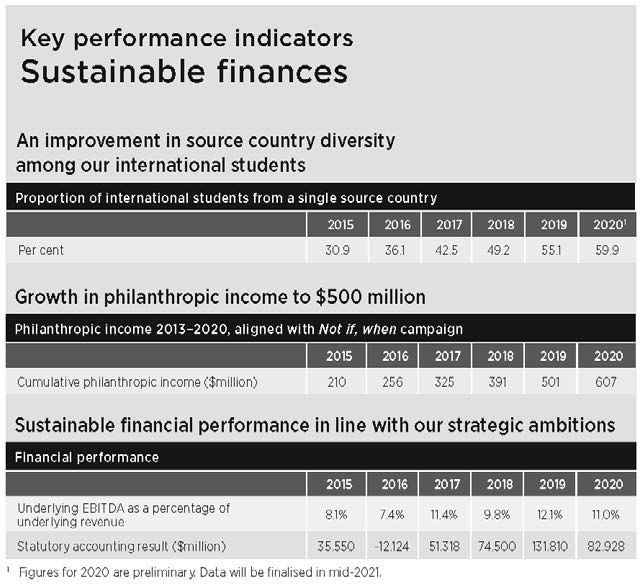 Key performance indicators
Sustainable finances
An improvement in source country diversity
among our international students
Proportion of international students from a single source country
2015 2016 2017 2018 2019 2020¹
Per cent 30.9 36.1 42.5 49.2 55.1 59.9
Growth in philanthropic income to $500 million
Philanthropic income 2013–2020, aligned with Not if, when campaign
2015 2016 2017 2018 2019 2020
Cumulative philanthropic income ($million) 210 256 325 391 501 607
Sustainable financial performance in line with our strategic ambitions
Financial performance
2015 2016 2017 2018 2019 2020
Underlying EBITDA as a percentage of
underlying revenue 8.1% 7.4% 11.4% 9.8% 12.1% 11.0%
Statutory accounting result ($million) 35.550 -12.124 51.318 74.500 131.810 82.928
¹ Figures for 2020 are preliminary. Data will be finalised in mid-2021.